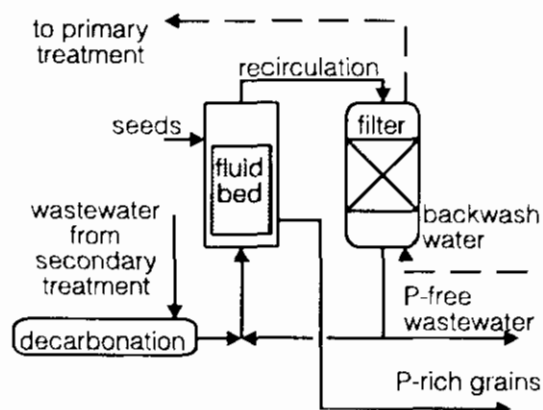 to primary
treatment
recirculation
seeds
filter
fluid
bed
wastewater
from
secondary
treatment
backwash
water
decarbonation
P-free
wastewater
P-rich grains